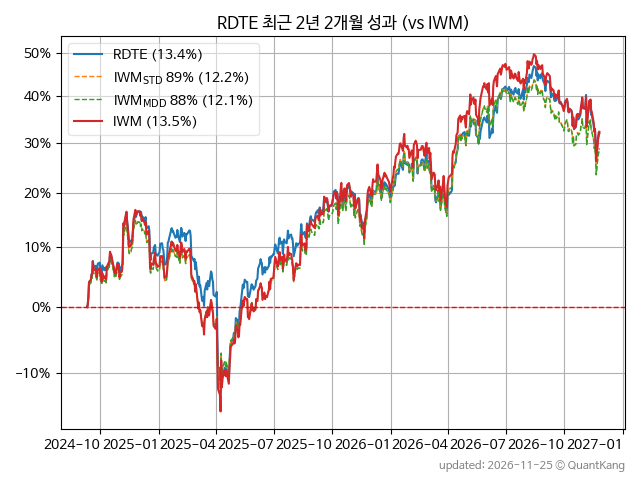 RDTE 최근 2년 2개월 성과 (vs IWM)
RDTE (13.4%)
IWM_STD 89% (12.2%)
IWM_MDD 88% (12.1%)
IWM (13.5%)
50%
40%
30%
20%
10%
0%
−10%
2024-10 2025-01 2025-04 2025-07 2025-10 2026-01 2026-04 2026-07 2026-10 2027-01
updated: 2026-11-25 © QuantKang